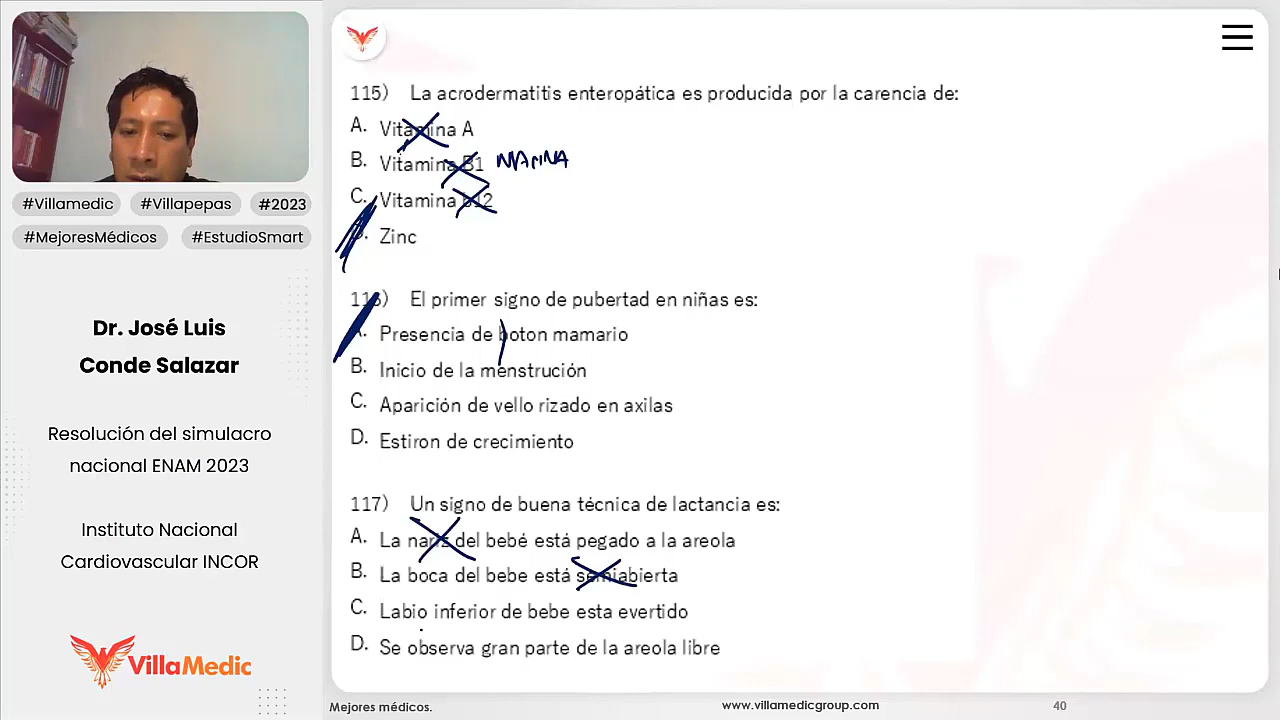 #Villamedic #Villapepas #2023
#MejoresMédicos #EstudioSmart
Dr. José Luis
Conde Salazar
Resolución del simulacro
nacional ENAM 2023
Instituto Nacional
Cardiovascular INCOR
VillaMedic
115) La acrodermatitis enteropática es producida por la carencia de:
A. Vitamina A
B. Vitamina B1
C. Vitamina B12
D. Zinc
116) El primer signo de pubertad en niñas es:
A. Presencia de boton mamario
B. Inicio de la menstrución
C. Aparición de vello rizado en axilas
D. Estiron de crecimiento
117) Un signo de buena técnica de lactancia es:
A. La nariz del bebé está pegado a la areola
B. La boca del bebe está semiabierta
C. Labio inferior de bebe esta evertido
D. Se observa gran parte de la areola libre
Mejores médicos. www.villamedicgroup.com 40